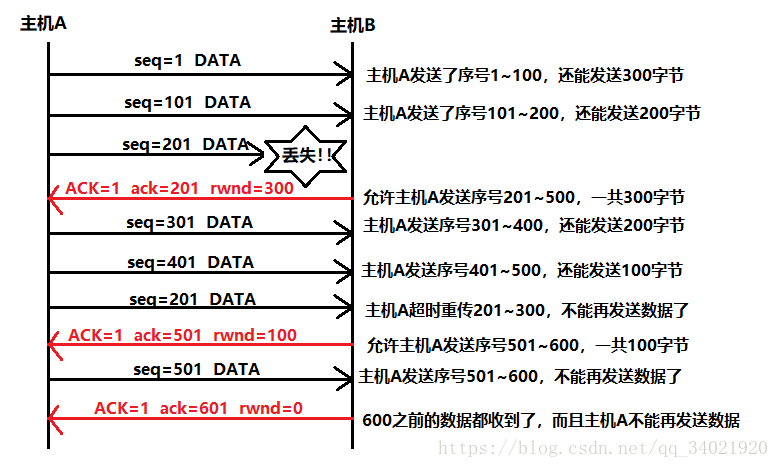 主机A
主机B
seq=1 DATA
主机A发送了序号1~100，还能发送300字节
seq=101 DATA
主机A发送了序号101~200，还能发送200字节
seq=201 DATA
丢失!!
ACK=1 ack=201 rwnd=300
允许主机A发送序号201~500，一共300字节
seq=301 DATA
主机A发送序号301~400，还能发送200字节
seq=401 DATA
主机A发送序号401~500，还能发送100字节
seq=201 DATA
主机A超时重传201~300，不能再发送数据了
ACK=1 ack=501 rwnd=100
允许主机A发送序号501~600，一共100字节
seq=501 DATA
主机A发送序号501~600，不能再发送数据了
ACK=1 ack=601 rwnd=0
600之前的数据都收到了，而且主机A不能再发送数据
https://blog.csdn.net/qq_34021920